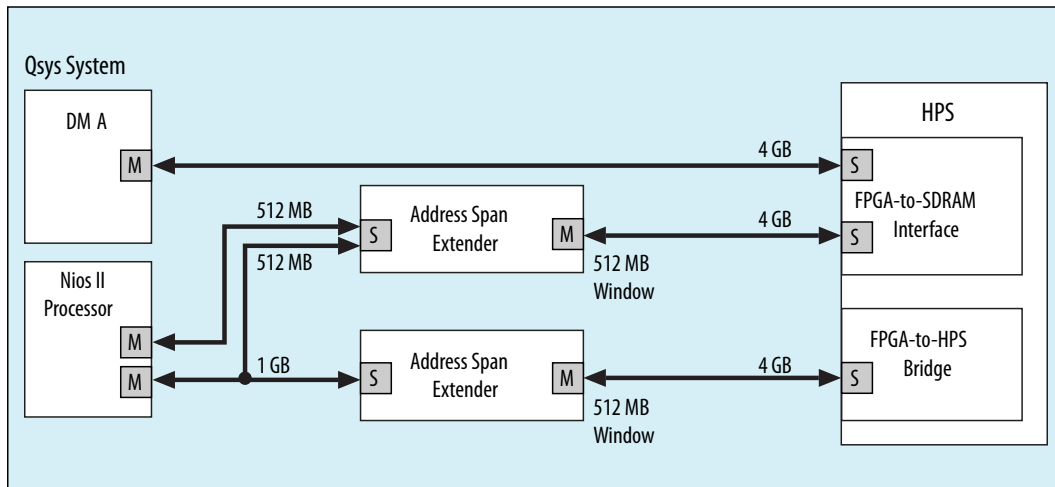 Qsys System
DM A
M
Nios II
Processor
M
M
512 MB
512 MB
1 GB
S
Address Span
Extender
M
512 MB
Window
S
Address Span
Extender
M
512 MB
Window
4 GB
4 GB
4 GB
HPS
S
FPGA-to-SDRAM
Interface
S
FPGA-to-HPS
Bridge
S